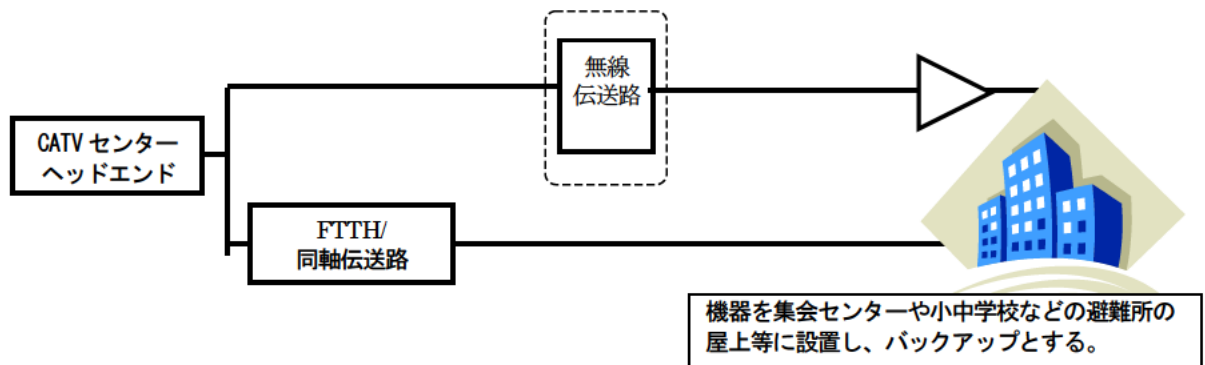 無線
伝送路
CATV センター
ヘッドエンド
FTTH/
同軸伝送路
機器を集会センターや小中学校などの避難所の
屋上等に設置し、バックアップとする。